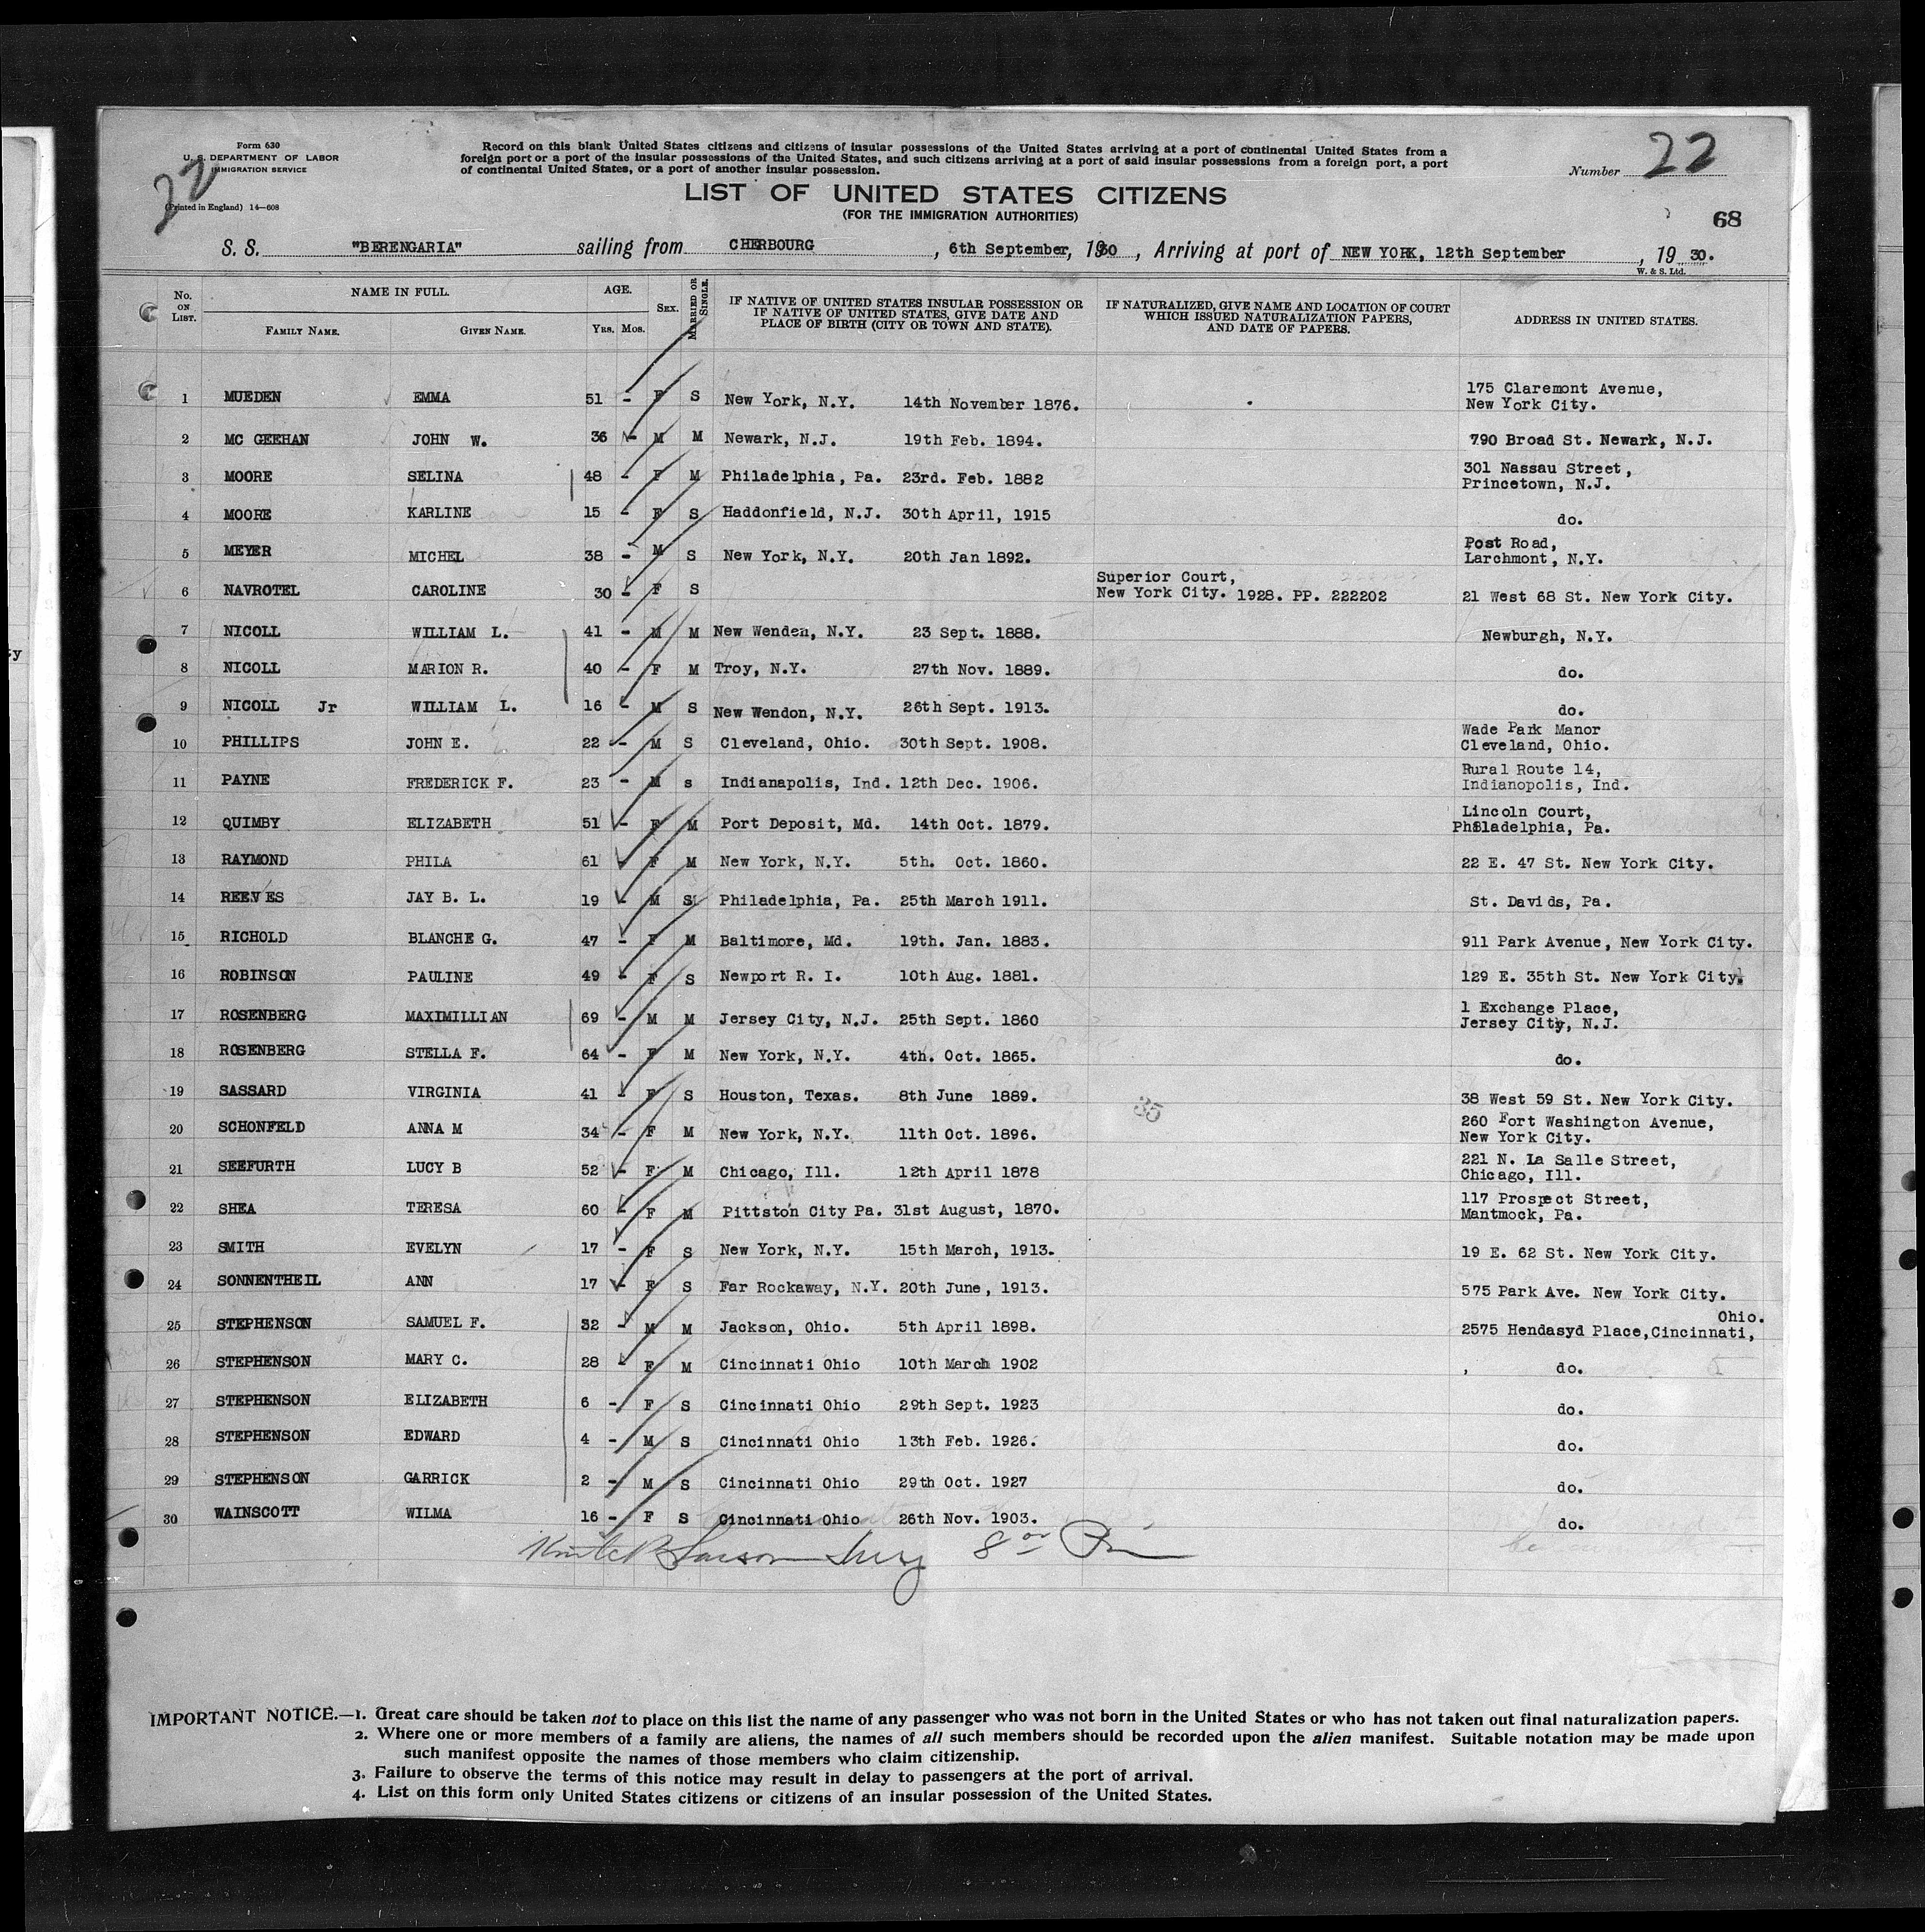 Form 630
U. S. DEPARTMENT OF LABOR
IMMIGRATION SERVICE
(Printed in England) 14—608
22
Record on this blank United States citizens and citizens of insular possessions of the United States arriving at a port of continental United States from a
foreign port or a port of the insular possessions of the United States, and such citizens arriving at a port of said insular possessions from a foreign port, a port
of continental United States, or a port of another insular possession.
Number 22
LIST OF UNITED STATES CITIZENS
(FOR THE IMMIGRATION AUTHORITIES)
68
S. S. "BERENGARIA" sailing from CHERBOURG, 6th September, 1930, Arriving at port of NEW YORK, 12th September, 19 30.
W. & S. Ltd.
No. ON LIST. NAME IN FULL. AGE. SEX. MARRIED OR SINGLE. IF NATIVE OF UNITED STATES INSULAR POSSESSION OR IF NATIVE OF UNITED STATES, GIVE DATE AND PLACE OF BIRTH (CITY OR TOWN AND STATE). IF NATURALIZED, GIVE NAME AND LOCATION OF COURT WHICH ISSUED NATURALIZATION PAPERS, AND DATE OF PAPERS. ADDRESS IN UNITED STATES.
FAMILY NAME. GIVEN NAME. YRS. MOS.
1 MUEDEN EMMA 51 - F S New York, N.Y. 14th November 1876. 175 Claremont Avenue, New York City.
2 MC GEEHAN JOHN W. 36 - M M Newark, N.J. 19th Feb. 1894. 790 Broad St. Newark, N.J.
3 MOORE SELINA 48 - F M Philadelphia, Pa. 23rd. Feb. 1882 301 Nassau Street, Princetown, N.J.
4 MOORE KARLINE 15 - F S Haddonfield, N.J. 30th April, 1915 do.
5 MEYER MICHEL 38 - M S New York, N.Y. 20th Jan 1892. Post Road, Larchmont, N.Y.
6 NAVROTEL CAROLINE 30 - F S Superior Court, New York City. 1928. PP. 222202 21 West 68 St. New York City.
7 NICOLL WILLIAM L. 41 - M M New Wenden, N.Y. 23 Sept. 1888. Newburgh, N.Y.
8 NICOLL MARION R. 40 - F M Troy, N.Y. 27th Nov. 1889. do.
9 NICOLL Jr WILLIAM L. 16 - M S New Wendon, N.Y. 26th Sept. 1913. do.
10 PHILLIPS JOHN E. 22 - M S Cleveland, Ohio. 30th Sept. 1908. Wade Park Manor Cleveland, Ohio.
11 PAYNE FREDERICK F. 23 - M s Indianapolis, Ind. 12th Dec. 1906. Rural Route 14, Indianopolis, Ind.
12 QUIMBY ELIZABETH 51 - F M Port Deposit, Md. 14th Oct. 1879. Lincoln Court, Philadelphia, Pa.
13 RAYMOND PHILA 61 - F M New York, N.Y. 5th. Oct. 1860. 22 E. 47 St. New York City.
14 REEVES JAY B. L. 19 - M S Philadelphia, Pa. 25th March 1911. St. Davids, Pa.
15 RICHOLD BLANCHE G. 47 - F M Baltimore, Md. 19th. Jan. 1883. 911 Park Avenue, New York City.
16 ROBINSON PAULINE 49 - F S Newport R. I. 10th Aug. 1881. 129 E. 35th St. New York City.
17 ROSENBERG MAXIMILLIAN 69 - M M Jersey City, N.J. 25th Sept. 1860 1 Exchange Place, Jersey City, N.J.
18 ROSENBERG STELLA F. 64 - F M New York, N.Y. 4th. Oct. 1865. do.
19 SASSARD VIRGINIA 41 - F S Houston, Texas. 8th June 1889. 38 West 59 St. New York City.
35
20 SCHONFELD ANNA M 34 - F M New York, N.Y. 11th Oct. 1896. 260 Fort Washington Avenue, New York City.
21 SEEFURTH LUCY B 52 - F M Chicago, Ill. 12th April 1878 221 N. La Salle Street, Chicago, Ill.
22 SHEA TERESA 60 - F M Pittston City Pa. 31st August, 1870. 117 Prospect Street, Mantmock, Pa.
23 SMITH EVELYN 17 - F S New York, N.Y. 15th March, 1913. 19 E. 62 St. New York City.
24 SONNENTHEIL ANN 17 - F S Far Rockaway, N.Y. 20th June, 1913. 575 Park Ave. New York City.
25 STEPHENSON SAMUEL F. 32 - M M Jackson, Ohio. 5th April 1898. 2575 Hendasyd Place, Cincinnati, Ohio.
26 STEPHENSON MARY C. 28 - F M Cincinnati Ohio 10th March 1902 do.
27 STEPHENSON ELIZABETH 6 - F S Cincinnati Ohio 29th Sept. 1923 do.
28 STEPHENSON EDWARD 4 - M S Cincinnati Ohio 13th Feb. 1926. do.
29 STEPHENSON GARRICK 2 - M S Cincinnati Ohio 29th Oct. 1927 do.
30 WAINSCOTT WILMA 16 - F S Cincinnati Ohio 26th Nov. 1903. do.
IMPORTANT NOTICE.—1. Great care should be taken not to place on this list the name of any passenger who was not born in the United States or who has not taken out final naturalization papers.
2. Where one or more members of a family are aliens, the names of all such members should be recorded upon the alien manifest. Suitable notation may be made upon
such manifest opposite the names of those members who claim citizenship.
3. Failure to observe the terms of this notice may result in delay to passengers at the port of arrival.
4. List on this form only United States citizens or citizens of an insular possession of the United States.